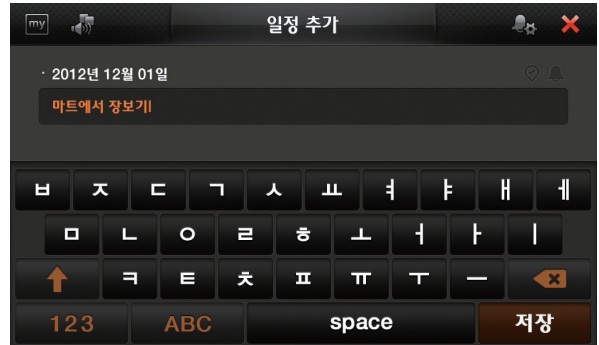 my 일정 추가
· 2012년 12월 01일
마트에서 장보기
ㅂ ㅈ ㄷ ㄱ ㅅ ㅛ ㅕ ㅑ ㅐ ㅔ
ㅁ ㄴ ㅇ ㄹ ㅎ ㅗ ㅓ ㅏ ㅣ
ㅋ ㅌ ㅊ ㅍ ㅠ ㅜ ㅡ
123 ABC space 저장